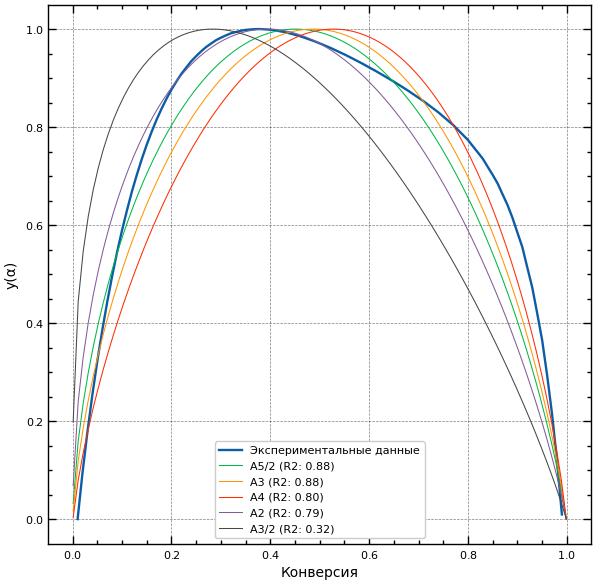 1.0
0.8
0.6
0.4
0.2
0.0
y(α)
Экспериментальные данные
A5/2 (R2: 0.88)
A3 (R2: 0.88)
A4 (R2: 0.80)
A2 (R2: 0.79)
A3/2 (R2: 0.32)
0.0 0.2 0.4 0.6 0.8 1.0
Конверсия